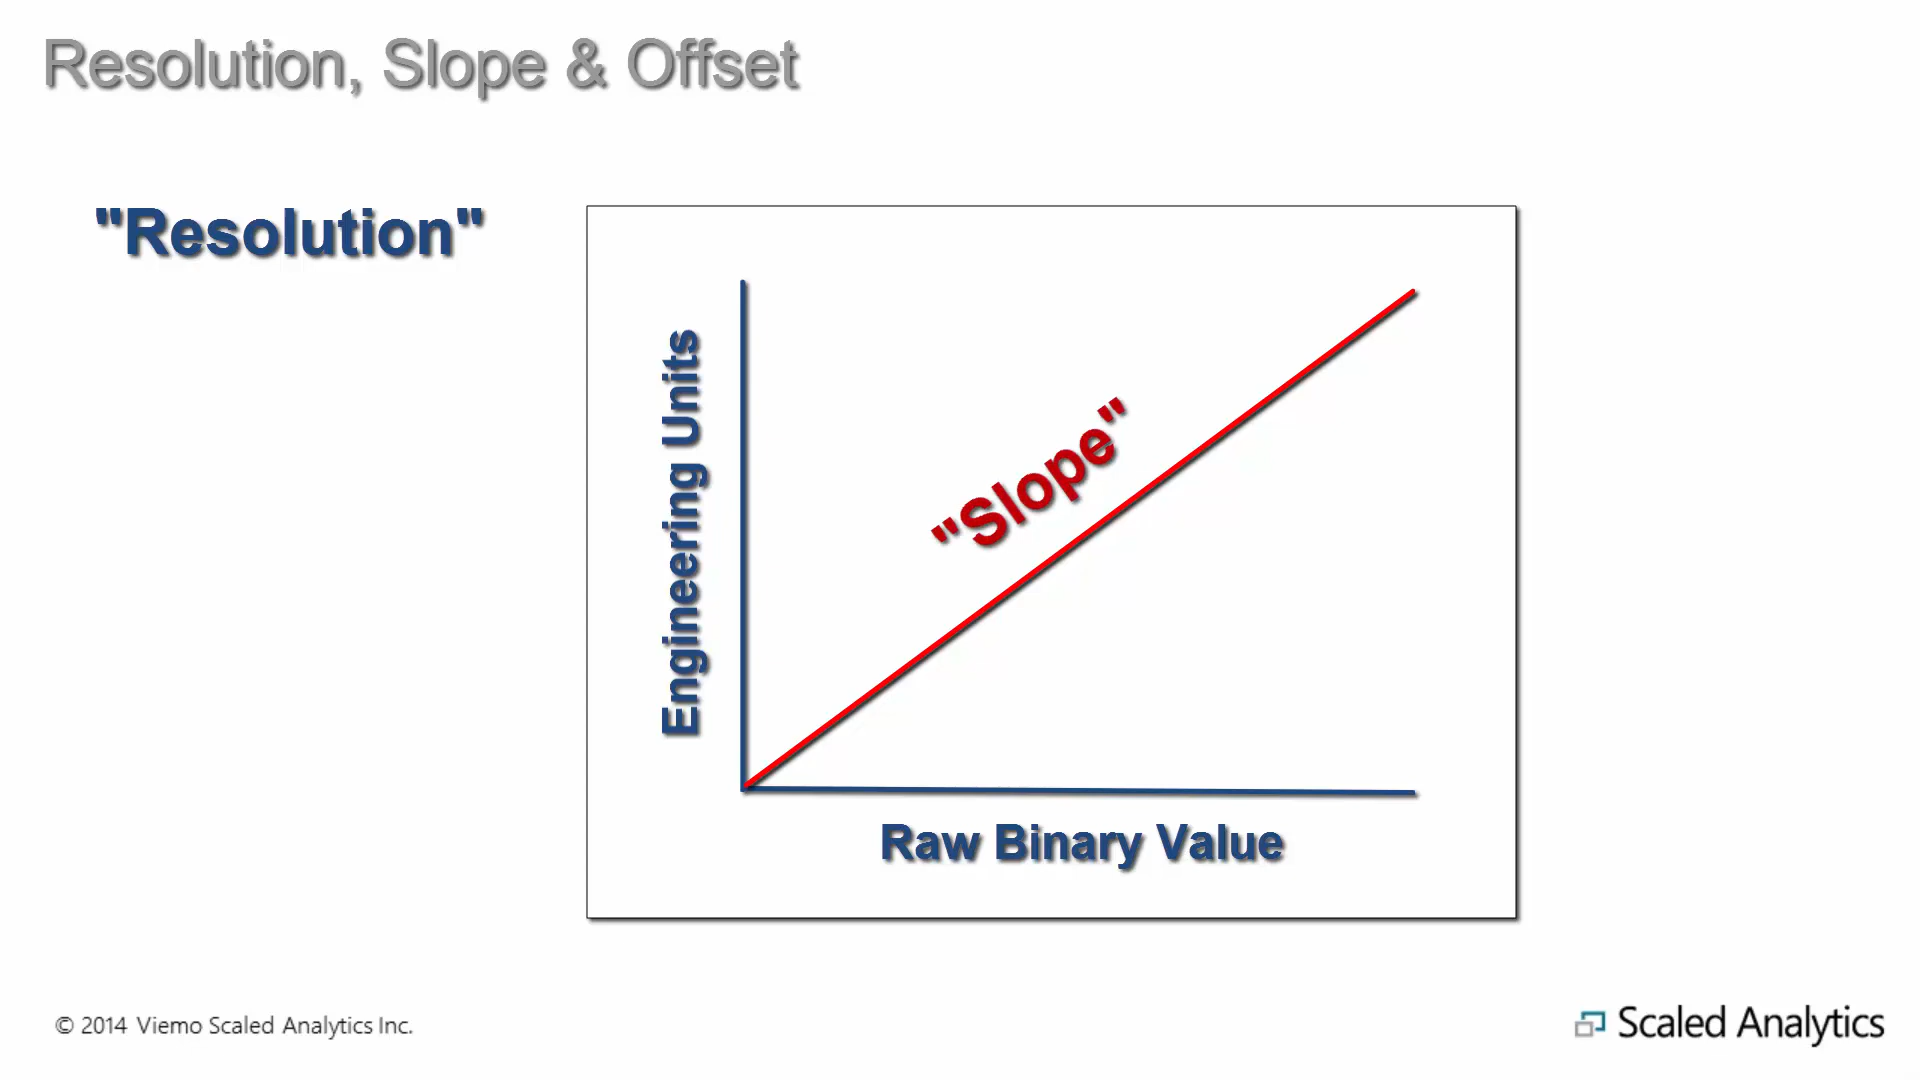 Resolution, Slope & Offset
"Resolution"
Engineering Units
"Slope"
Raw Binary Value
© 2014 Viemo Scaled Analytics Inc.
Scaled Analytics